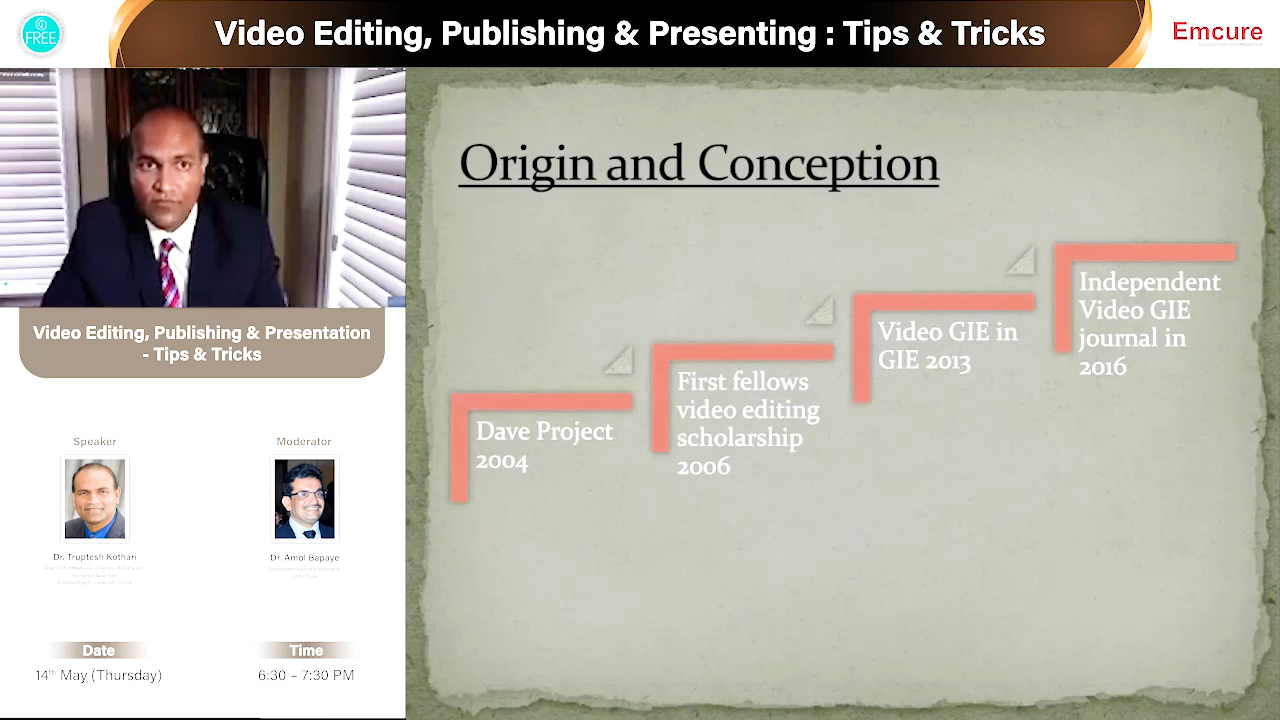 FREE
Video Editing, Publishing & Presenting : Tips & Tricks
Emcure
Video Editing, Publishing & Presentation
- Tips & Tricks
Speaker
Moderator
Dr. Truptesh Kothari
Dr. Amol Bapaye
Date
Time
14th May (Thursday)
6:30 – 7:30 PM
Origin and Conception
Dave Project
2004
First fellows
video editing
scholarship
2006
Video GIE in
GIE 2013
Independent
Video GIE
journal in
2016